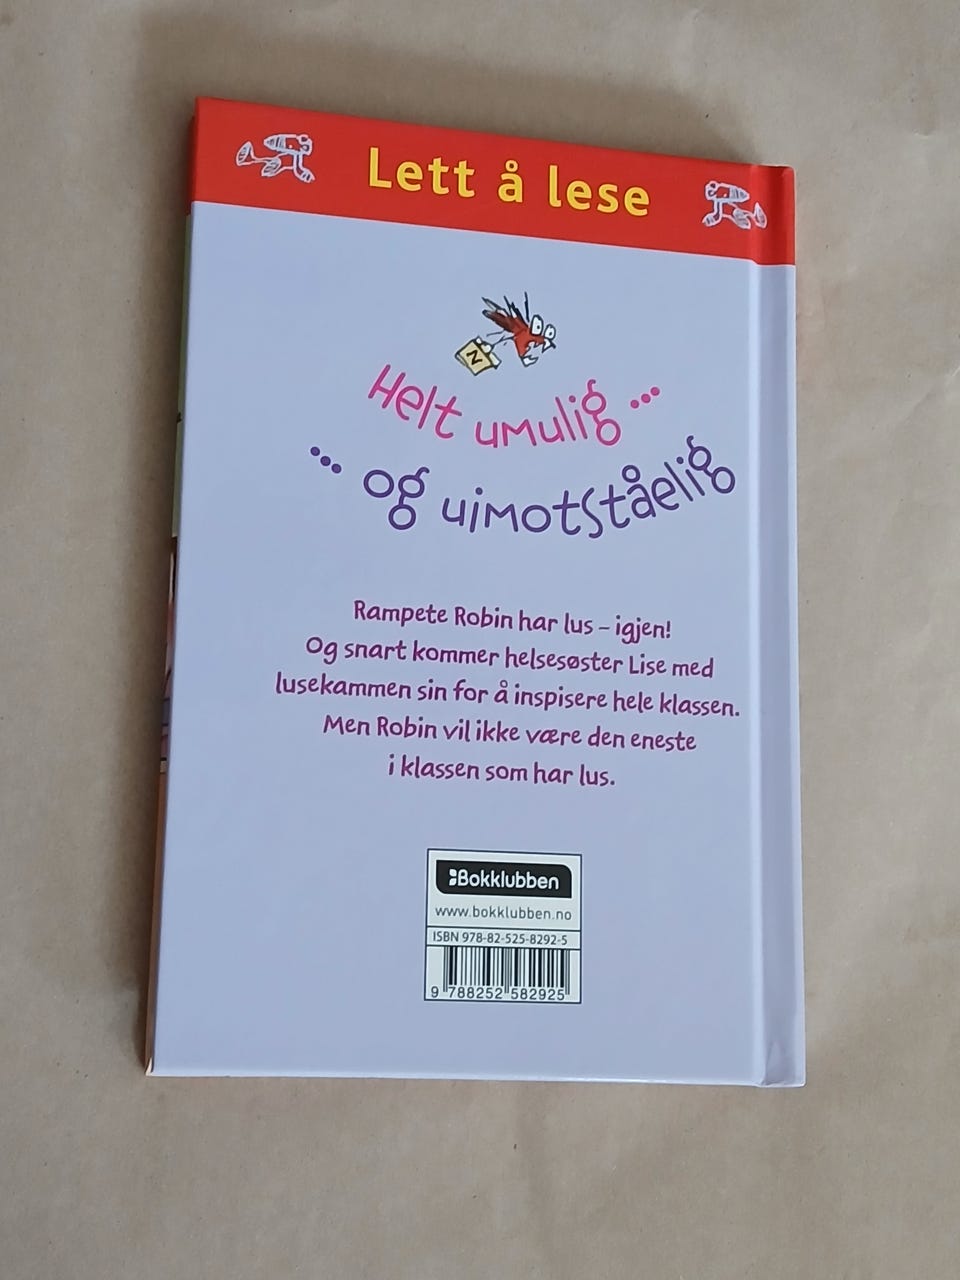 Lett å lese
N
Helt umulig ...
... og uimotståelig
Rampete Robin har lus – igjen!
Og snart kommer helsesøster Lise med
lusekammen sin for å inspisere hele klassen.
Men Robin vil ikke være den eneste
i klassen som har lus.
Bokklubben
www.bokklubben.no
ISBN 978-82-525-8292-5
9 788252 582925